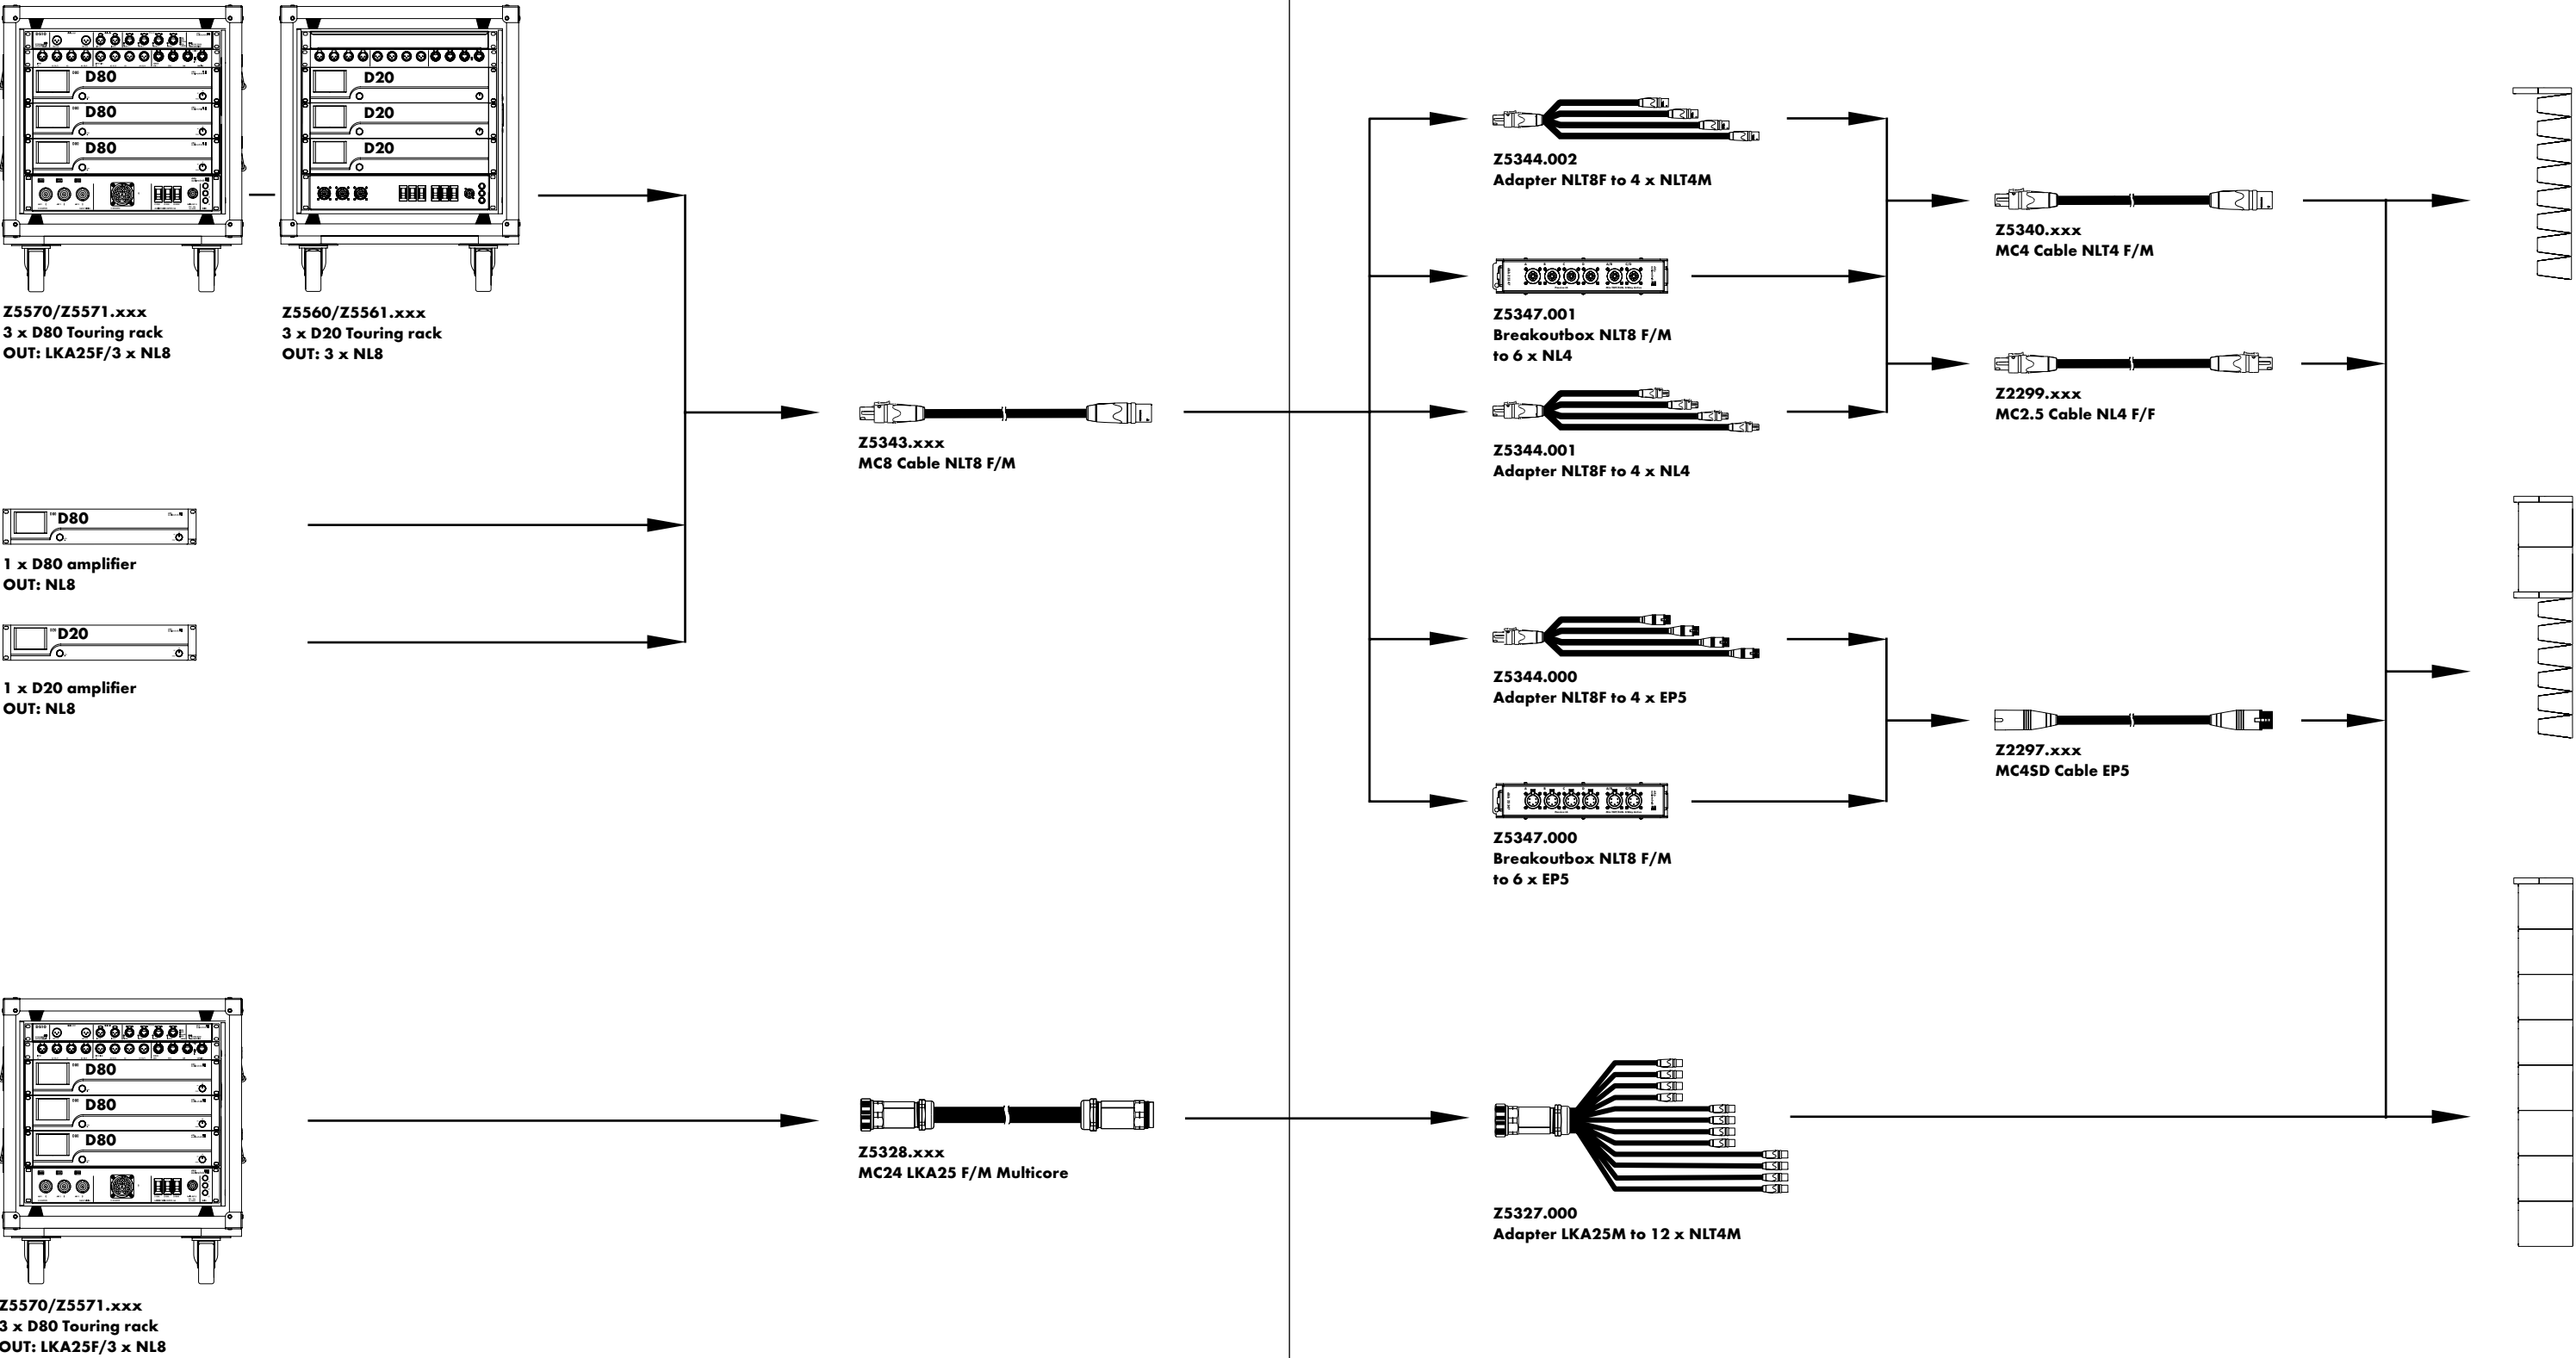 D80
D80
D80
Z5570/Z5571.xxx
3 x D80 Touring rack
OUT: LKA25F/3 x NL8
D20
D20
D20
Z5560/Z5561.xxx
3 x D20 Touring rack
OUT: 3 x NL8
D80
1 x D80 amplifier
OUT: NL8
D20
1 x D20 amplifier
OUT: NL8
Z5343.xxx
MC8 Cable NLT8 F/M
Z5344.002
Adapter NLT8F to 4 x NLT4M
Z5347.001
Breakoutbox NLT8 F/M
to 6 x NL4
Z5344.001
Adapter NLT8F to 4 x NL4
Z5344.000
Adapter NLT8F to 4 x EP5
Z5347.000
Breakoutbox NLT8 F/M
to 6 x EP5
Z5340.xxx
MC4 Cable NLT4 F/M
Z2299.xxx
MC2.5 Cable NL4 F/F
Z2297.xxx
MC4SD Cable EP5
D80
D80
D80
Z5570/Z5571.xxx
3 x D80 Touring rack
OUT: LKA25F/3 x NL8
Z5328.xxx
MC24 LKA25 F/M Multicore
Z5327.000
Adapter LKA25M to 12 x NLT4M